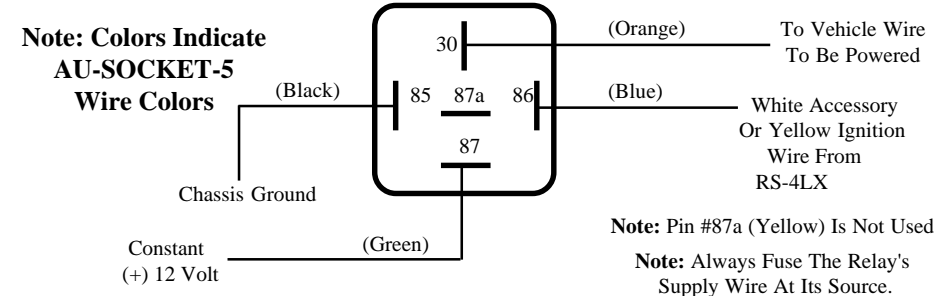 Note: Colors Indicate
AU-SOCKET-5
Wire Colors
(Orange)
To Vehicle Wire
To Be Powered
30
(Black)
85
87a
86
(Blue)
White Accessory
Or Yellow Ignition
Wire From
RS-4LX
87
Chassis Ground
Note: Pin #87a (Yellow) Is Not Used
Constant
(+) 12 Volt
(Green)
Note: Always Fuse The Relay's
Supply Wire At Its Source.